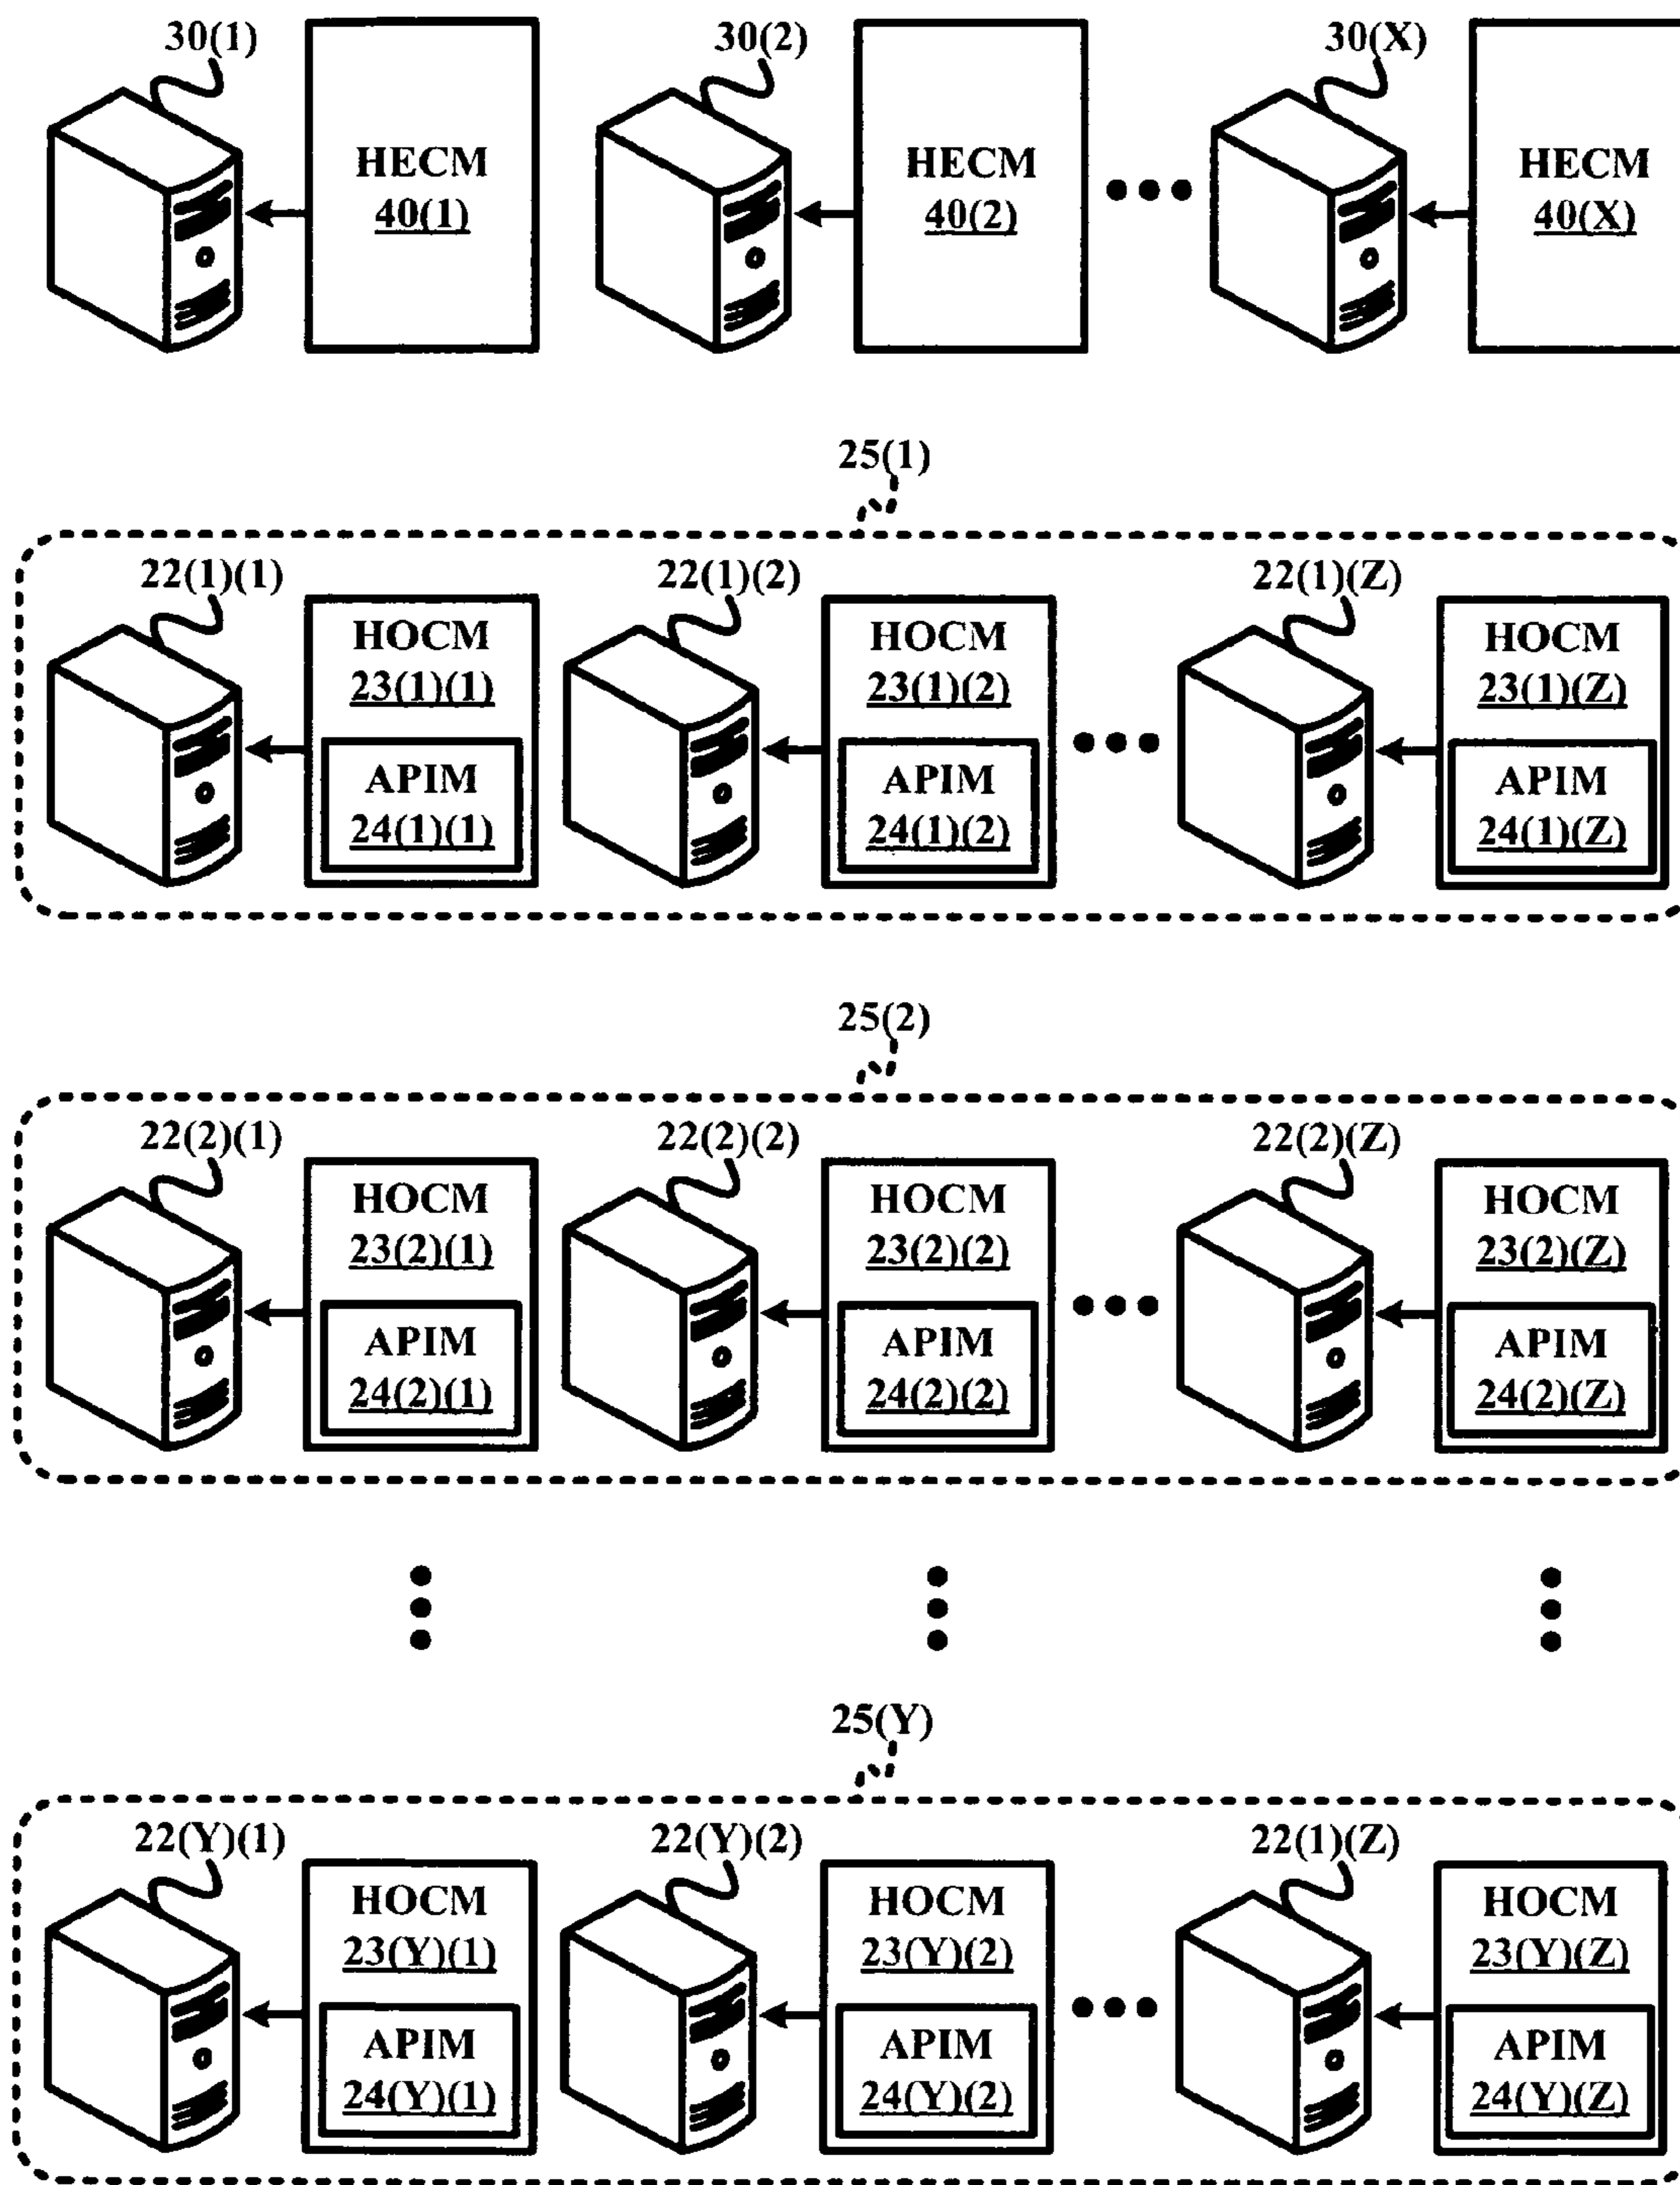 30(1)
30(2)
30(X)
HECM
40(1)
HECM
40(2)
HECM
40(X)
25(1)
22(1)(1)
22(1)(2)
22(1)(Z)
HOCM
23(1)(1)
APIM
24(1)(1)
HOCM
23(1)(2)
APIM
24(1)(2)
HOCM
23(1)(Z)
APIM
24(1)(Z)
25(2)
22(2)(1)
22(2)(2)
22(2)(Z)
HOCM
23(2)(1)
APIM
24(2)(1)
HOCM
23(2)(2)
APIM
24(2)(2)
HOCM
23(2)(Z)
APIM
24(2)(Z)
25(Y)
22(Y)(1)
22(Y)(2)
22(1)(Z)
HOCM
23(Y)(1)
APIM
24(Y)(1)
HOCM
23(Y)(2)
APIM
24(Y)(2)
HOCM
23(Y)(Z)
APIM
24(Y)(Z)